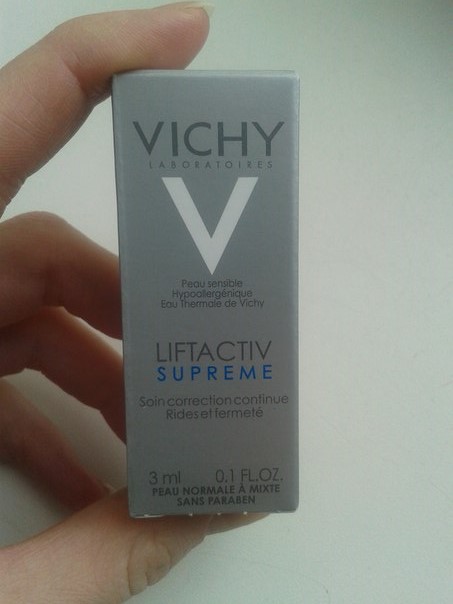 VICHY
LABORATOIRES
V
Peau sensible
Hypoallergénique
Eau Thermale de Vichy
LIFTACTIV
SUPREME
Soin correction continue
Rides et fermeté
3 ml 0.1 FL.OZ.
PEAU NORMALE À MIXTE
SANS PARABEN